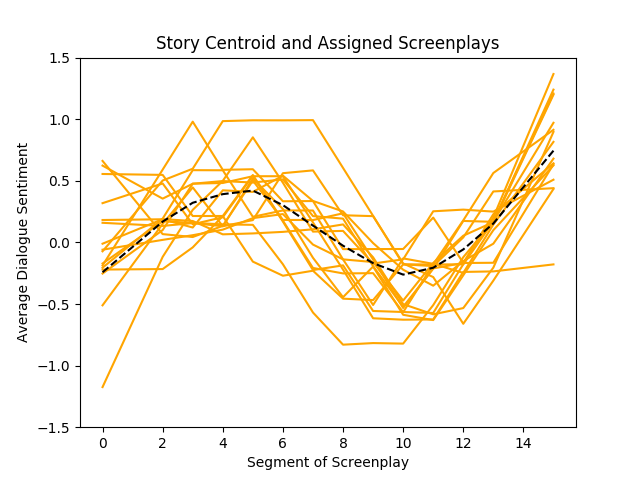 Story Centroid and Assigned Screenplays
Average Dialogue Sentiment
1.5
1.0
0.5
0.0
−0.5
−1.0
−1.5
0 2 4 6 8 10 12 14
Segment of Screenplay